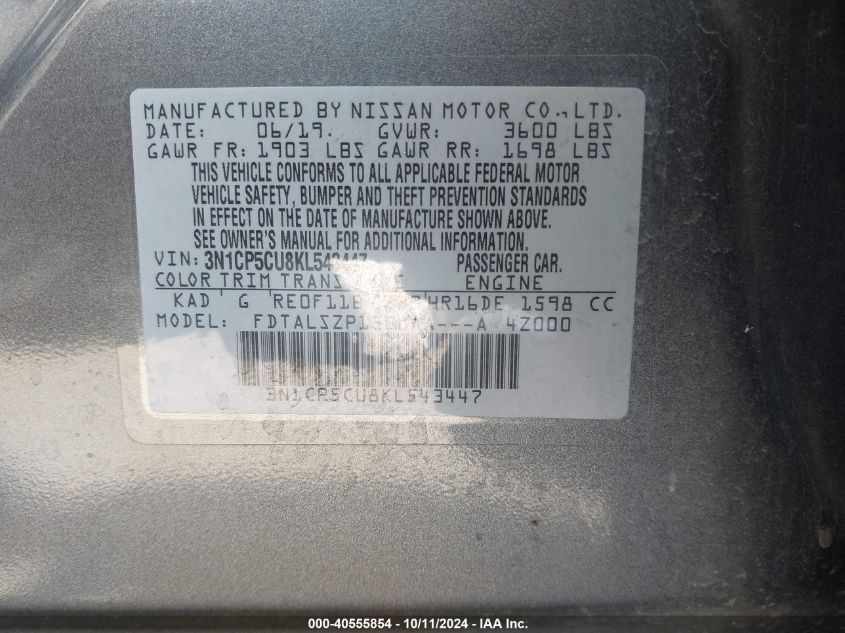 MANUFACTURED BY NISSAN MOTOR CO., LTD.
DATE: 06/19. GVWR: 3600 LBS
GAWR FR: 1903 LBS GAWR RR: 1698 LBS
THIS VEHICLE CONFORMS TO ALL APPLICABLE FEDERAL MOTOR
VEHICLE SAFETY, BUMPER AND THEFT PREVENTION STANDARDS
IN EFFECT ON THE DATE OF MANUFACTURE SHOWN ABOVE.
SEE OWNER'S MANUAL FOR ADDITIONAL INFORMATION.
VIN: 3N1CP5CU8KL543447 PASSENGER CAR.
COLOR TRIM ENGINE
KAD G HR16DE 1598 CC
MODEL: 4Z000
3N1CP5CU8KL543447
000-40555854 - 10/11/2024 - IAA Inc.